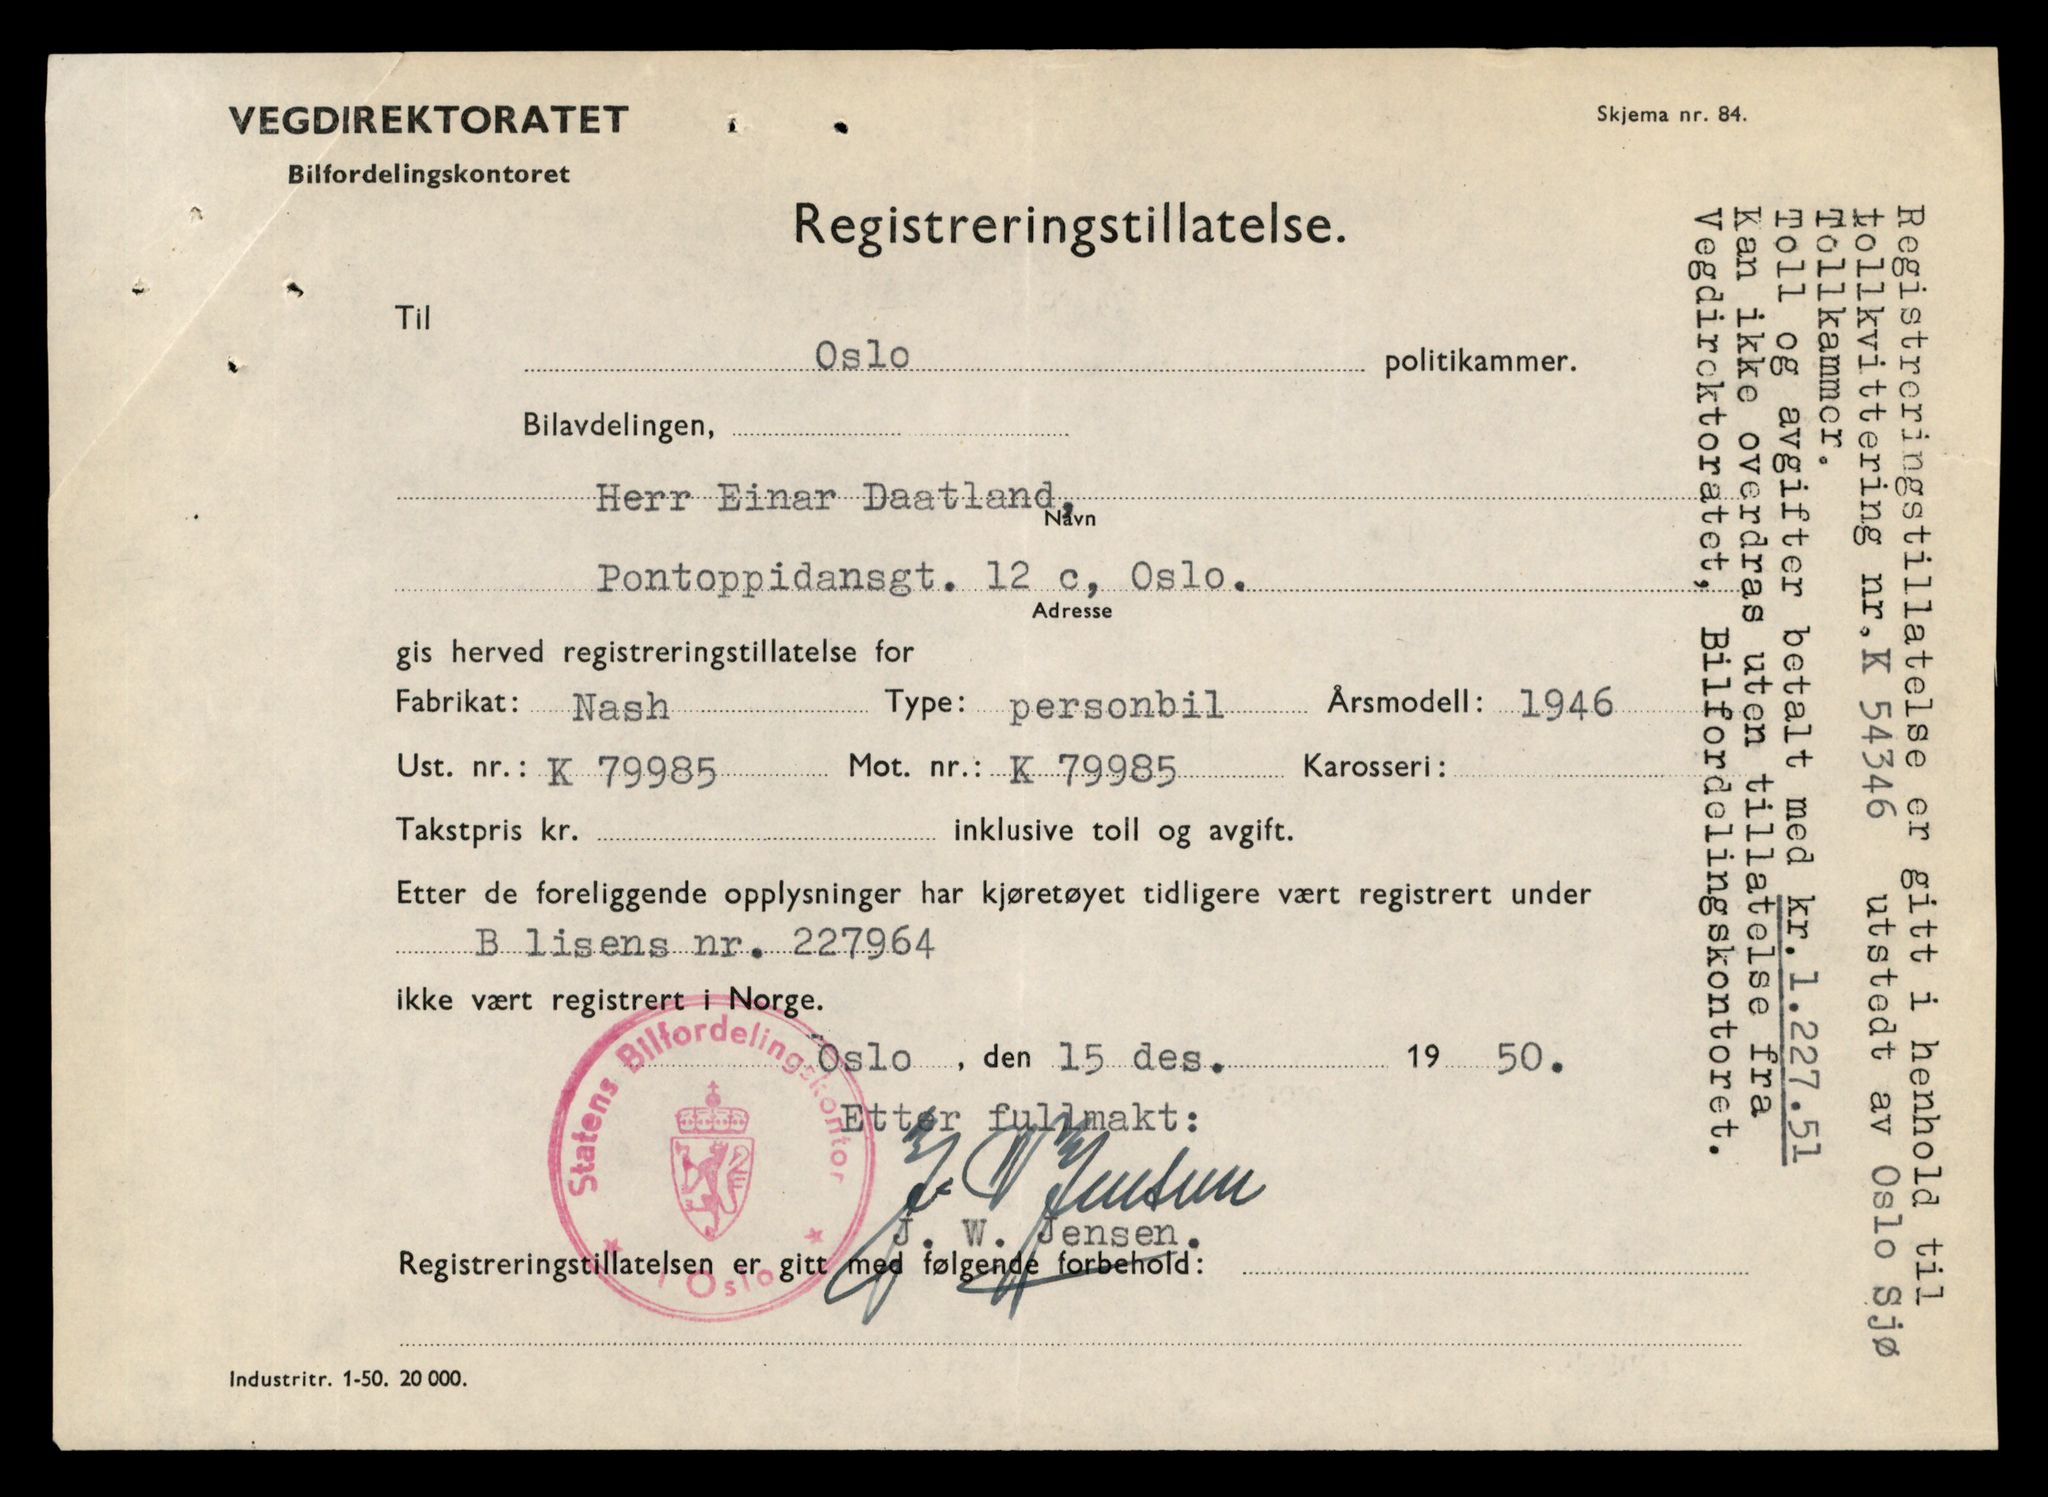 VEGDIREKTORATET
Skjema nr. 84.
Bilfordelingskontoret
Registreringstillatelse.
Til
Oslo politikammer.
Bilavdelingen,
Herr Einar Daatland,
Navn
Pontoppidansgt. 12 c, Oslo.
Adresse
gis herved registreringstillatelse for
Fabrikat: Nash Type: personbil Årsmodell: 1946
Ust. nr.: K 79985 Mot. nr.: K 79985 Karosseri:
Takstpris kr. inklusive toll og avgift.
Etter de foreliggende opplysninger har kjøretøyet tidligere vært registrert under
B lisens nr. 227964
ikke vært registrert i Norge.
Oslo , den 15 des. 19 50.
Etter fullmakt:
J. W. Jensen
J. W. Jensen.
Registreringstillatelsen er gitt med følgende forbehold:
Industritr. 1-50. 20 000.
Statens Bilfordelingskontor
i Oslo
Registreringstillatelse er gitt i henhold til
tollkvittering nr. K 54346 utstedt av Oslo Sjø
Tollkammer.
Toll og avgifter betalt med kr. 1.227.51
Kan ikke overdras uten tillatelse fra
Vegdirektoratet, Bilfordelingskontoret.